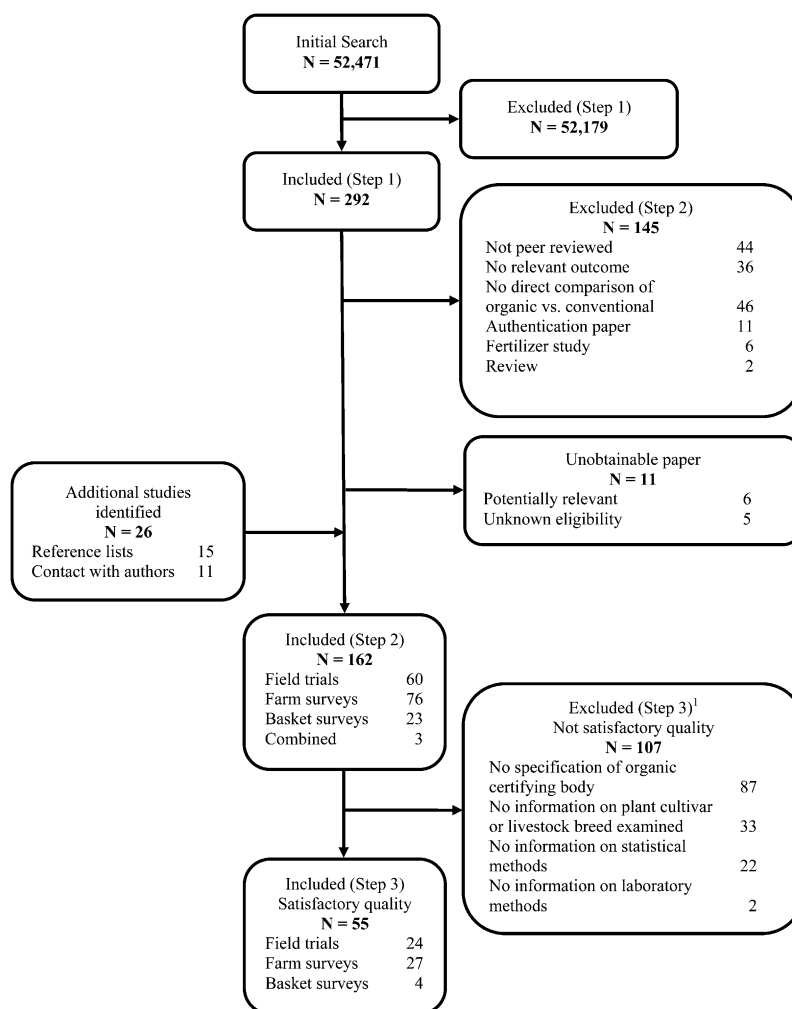 Initial Search
N = 52,471
Excluded (Step 1)
N = 52,179
Included (Step 1)
N = 292
Excluded (Step 2)
N = 145
Not peer reviewed 44
No relevant outcome 36
No direct comparison of
organic vs. conventional 46
Authentication paper 11
Fertilizer study 6
Review 2
Unobtainable paper
N = 11
Potentially relevant 6
Unknown eligibility 5
Additional studies
identified
N = 26
Reference lists 15
Contact with authors 11
Included (Step 2)
N = 162
Field trials 60
Farm surveys 76
Basket surveys 23
Combined 3
Excluded (Step 3)¹
Not satisfactory quality
N = 107
No specification of organic
certifying body 87
No information on plant cultivar
or livestock breed examined 33
No information on statistical
methods 22
No information on laboratory
methods 2
Included (Step 3)
Satisfactory quality
N = 55
Field trials 24
Farm surveys 27
Basket surveys 4